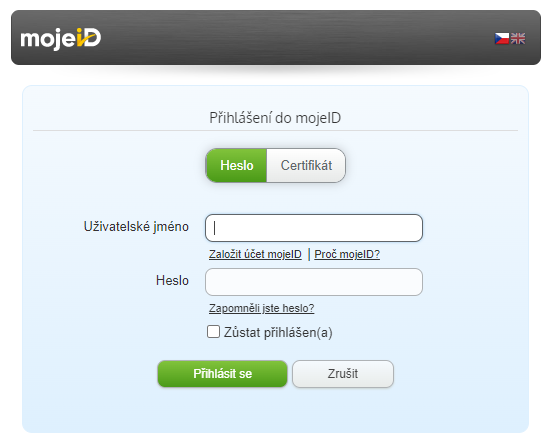 mojeID
Přihlášení do mojeID
Heslo Certifikát
Uživatelské jméno
Založit účet mojeID | Proč mojeID?
Heslo
Zapomněli jste heslo?
Zůstat přihlášen(a)
Přihlásit se Zrušit